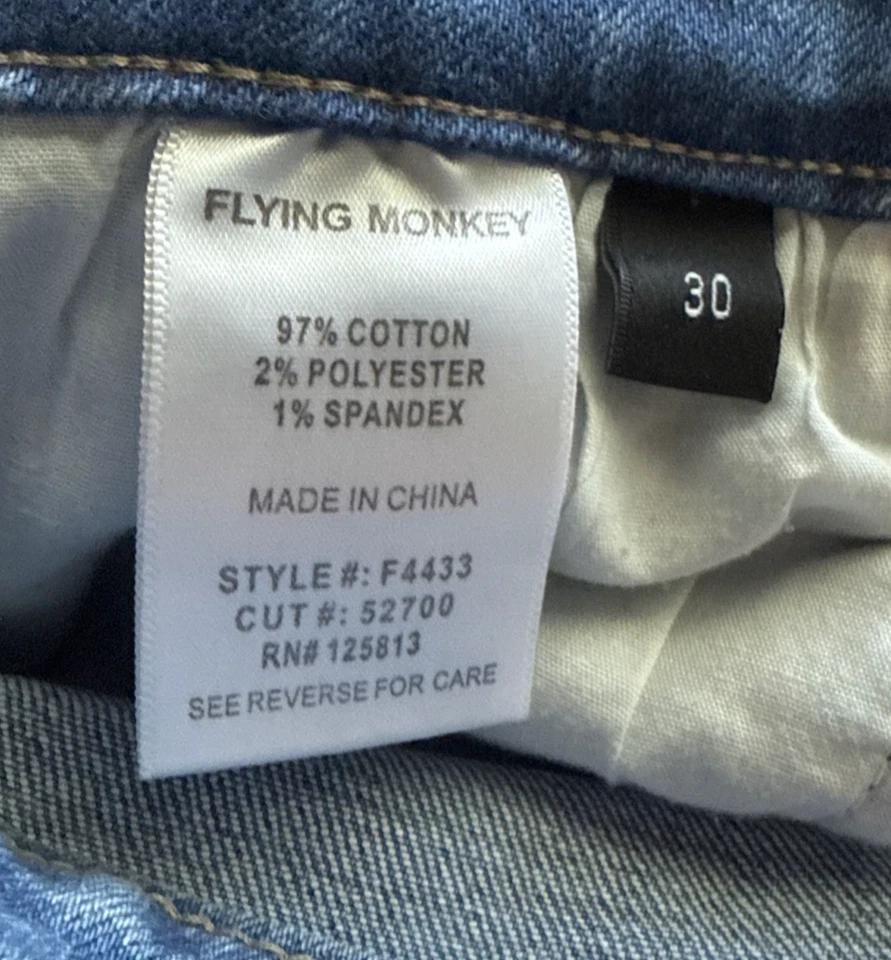 FLYING MONKEY
97% COTTON
2% POLYESTER
1% SPANDEX
MADE IN CHINA
STYLE #: F4433
CUT #: 52700
RN# 125813
SEE REVERSE FOR CARE
30